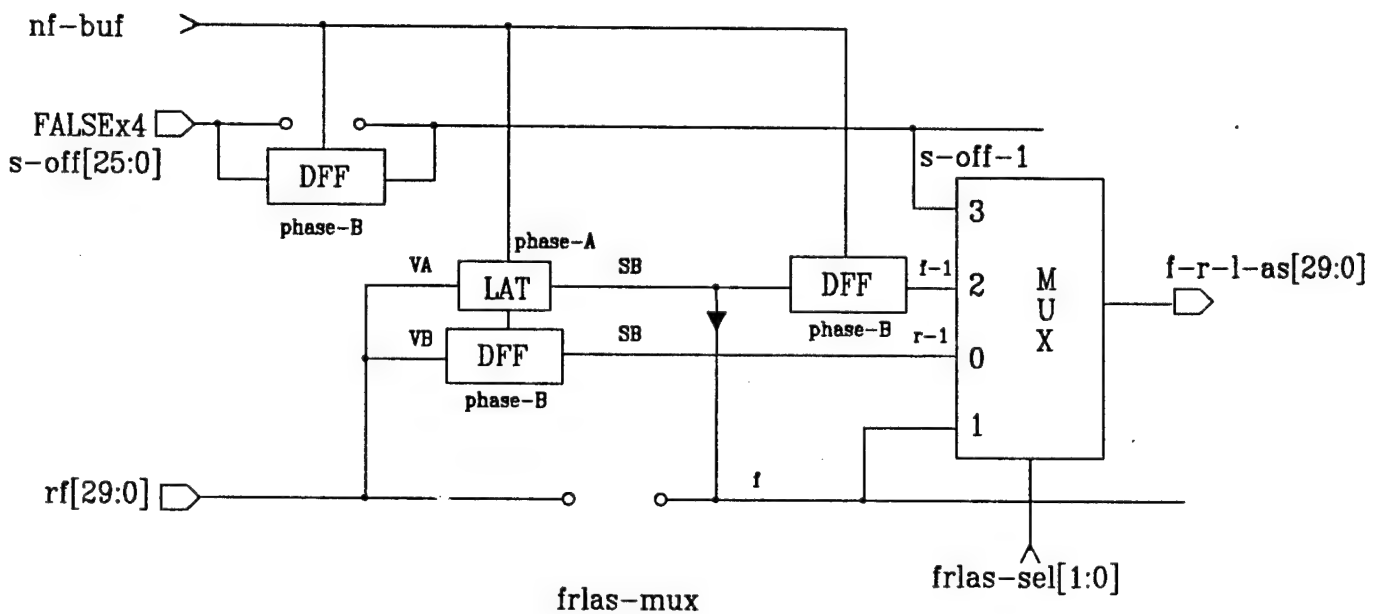 nf-buf
FALSEx4
s-off[25:0]
DFF
phase-B
s-off-1
3
phase-A
VA
LAT
SB
DFF
phase-B
f-1
2
MUX
f-r-l-as[29:0]
VB
DFF
phase-B
SB
r-1
0
1
rf[29:0]
f
frlas-sel[1:0]
frlas-mux